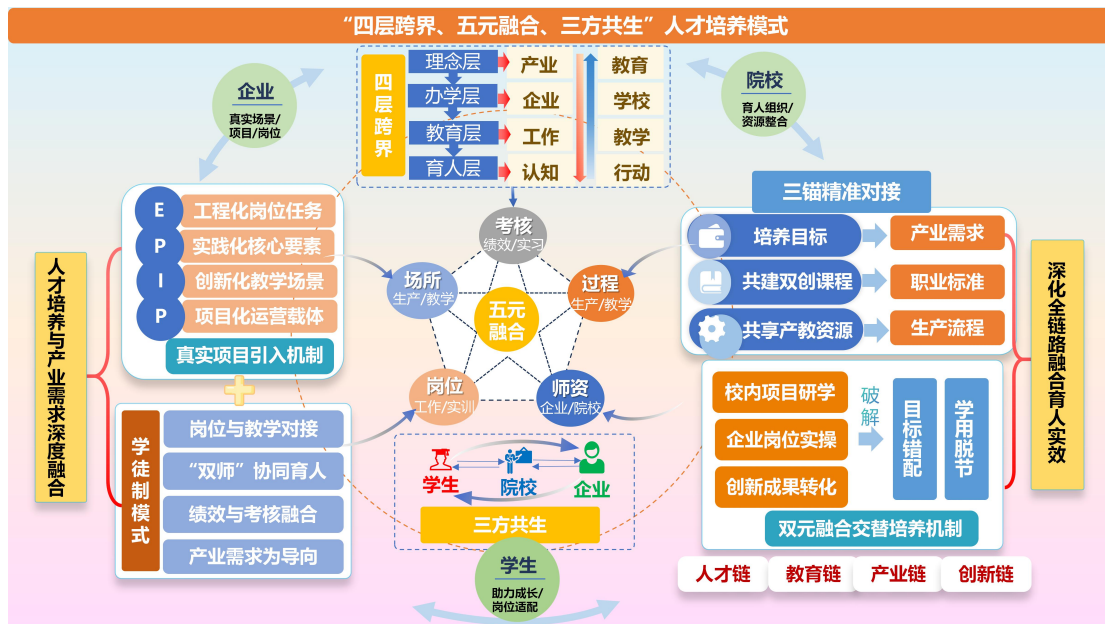 “四层跨界、五元融合、三方共生”人才培养模式
企业
真实场景/
项目/岗位
四层跨界
理念层
产业
教育
办学层
企业
学校
教育层
工作
教学
育人层
认知
行动
院校
育人组织/
资源整合
人才培养与产业需求深度融合
E
工程化岗位任务
P
实践化核心要素
I
创新化教学场景
P
项目化运营载体
真实项目引入机制
学徒制模式
岗位与教学对接
“双师”协同育人
绩效与考核融合
产业需求为导向
考核
绩效/实习
场所
生产/教学
过程
生产/教学
五元
融合
岗位
工作/实训
师资
企业/院校
学生
院校
企业
三方共生
学生
助力成长/
岗位适配
三锚精准对接
培养目标
产业需求
共建双创课程
职业标准
共享产教资源
生产流程
校内项目研学
企业岗位实操
创新成果转化
破解
目标错配
学用脱节
双元融合交替培养机制
人才链
教育链
产业链
创新链
深化全链路融合育人实效